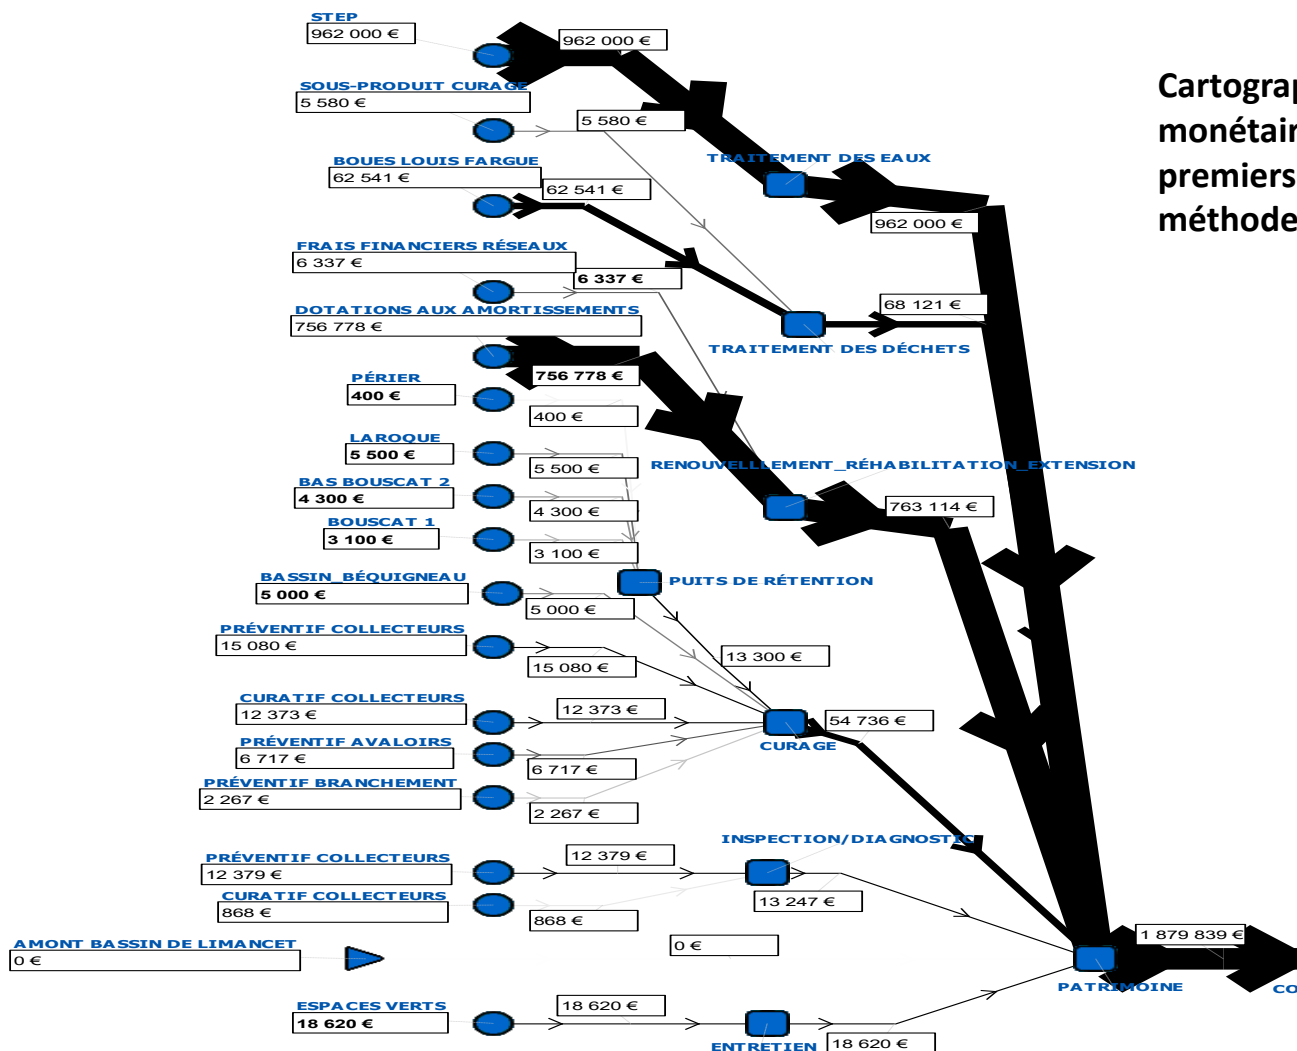 STEP
962 000 €
962 000 €
SOUS-PRODUIT CURAGE
5 580 €
5 580 €
Cartograp
monétair
premiers
méthode
TRAITEMENT DES EAUX
BOUES LOUIS FARGUE
62 541 €
62 541 €
962 000 €
FRAIS FINANCIERS RÉSEAUX
6 337 €
6 337 €
68 121 €
DOTATIONS AUX AMORTISSEMENTS
756 778 €
TRAITEMENT DES DÉCHETS
756 778 €
PÉRIER
400 €
400 €
LAROQUE
5 500 €
5 500 €
RENOUVELLLEMENT_RÉHABILITATION_EXTENSION
BAS BOUSCAT 2
4 300 €
4 300 €
763 114 €
BOUSCAT 1
3 100 €
3 100 €
BASSIN_BÉQUIGNEAU
5 000 €
5 000 €
PUITS DE RÉTENTION
PRÉVENTIF COLLECTEURS
15 080 €
15 080 €
13 300 €
CURATIF COLLECTEURS
12 373 €
12 373 €
54 736 €
CURAGE
PRÉVENTIF AVALOIRS
6 717 €
6 717 €
PRÉVENTIF BRANCHEMENT
2 267 €
2 267 €
INSPECTION/DIAGNOSTIC
PRÉVENTIF COLLECTEURS
12 379 €
12 379 €
CURATIF COLLECTEURS
868 €
868 €
13 247 €
AMONT BASSIN DE LIMANCET
0 €
0 €
1 879 839 €
PATRIMOINE
CO
ESPACES VERTS
18 620 €
18 620 €
ENTRETIEN
18 620 €